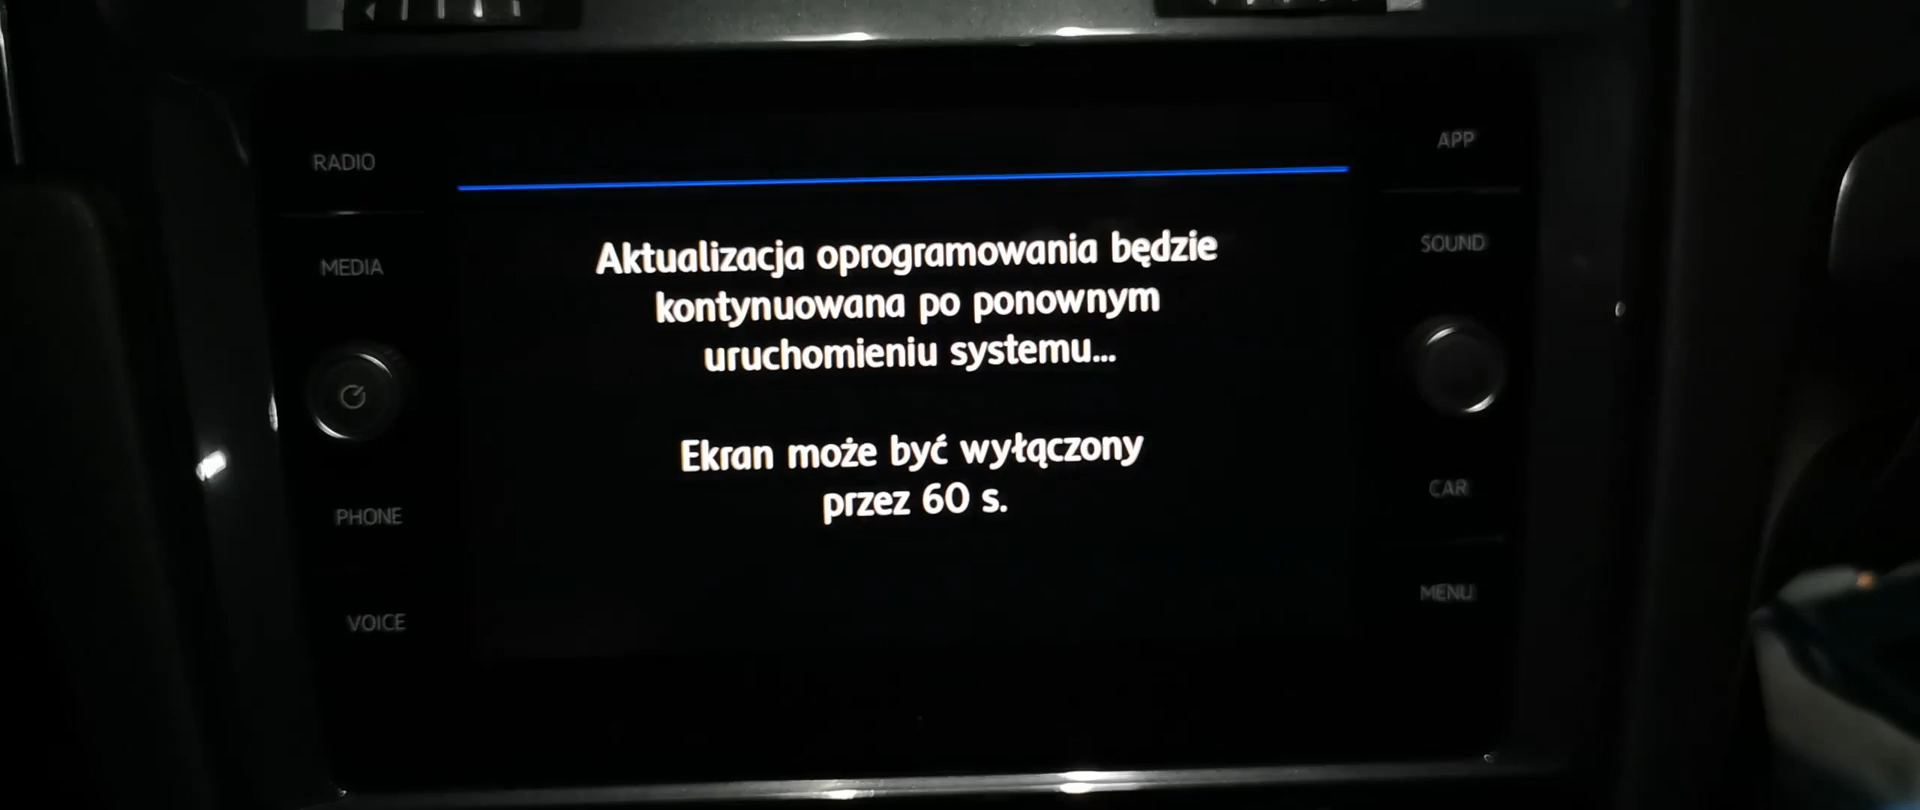 RADIO
MEDIA
PHONE
VOICE
Aktualizacja oprogramowania będzie
kontynuowana po ponownym
uruchomieniu systemu...
Ekran może być wyłączony
przez 60 s.
APP
SOUND
CAR
MENU